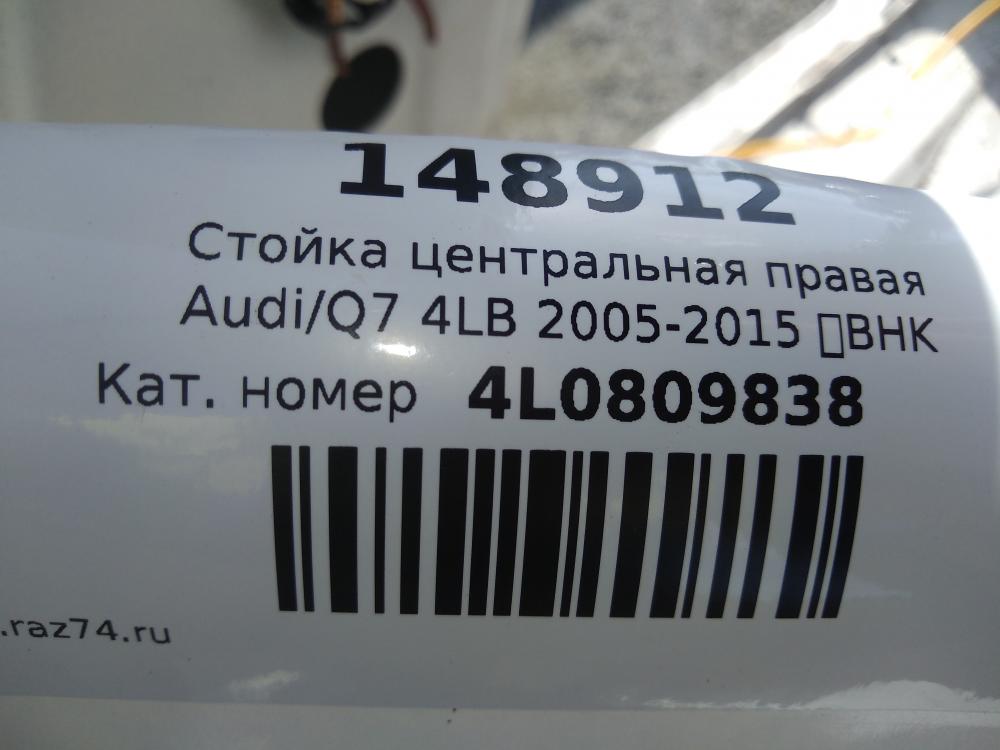 148912
Стойка центральная правая
Audi/Q7 4LB 2005-2015 ▯BHK
Кат. номер 4L0809838
.raz74.ru